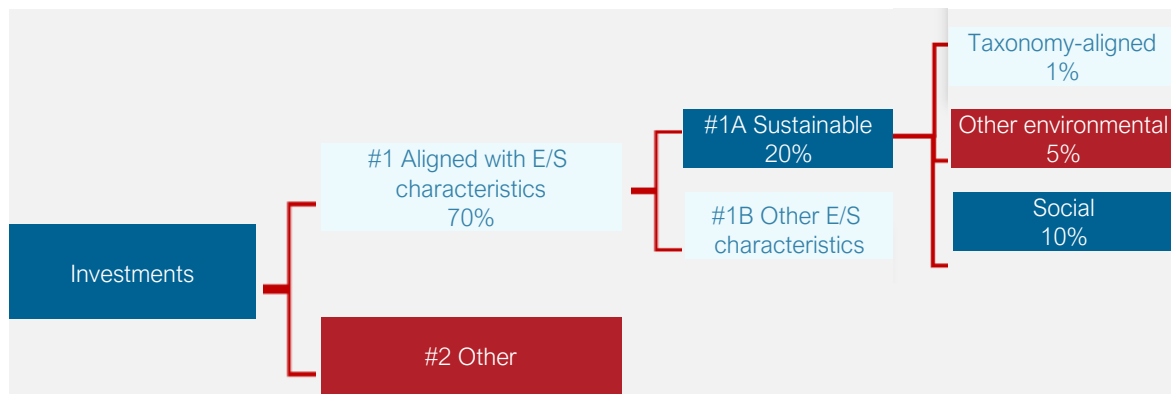 Taxonomy-aligned
1%
#1A Sustainable
20%
Other environmental
5%
#1 Aligned with E/S
characteristics
70%
#1B Other E/S
characteristics
Social
10%
Investments
#2 Other